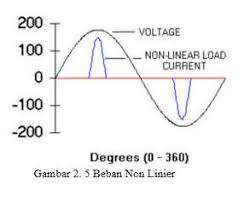 200
VOLTAGE
100
NON-LINEAR LOAD
CURRENT
0
-100
-200
Degrees (0 - 360)
Gambar 2. 5 Beban Non Linier